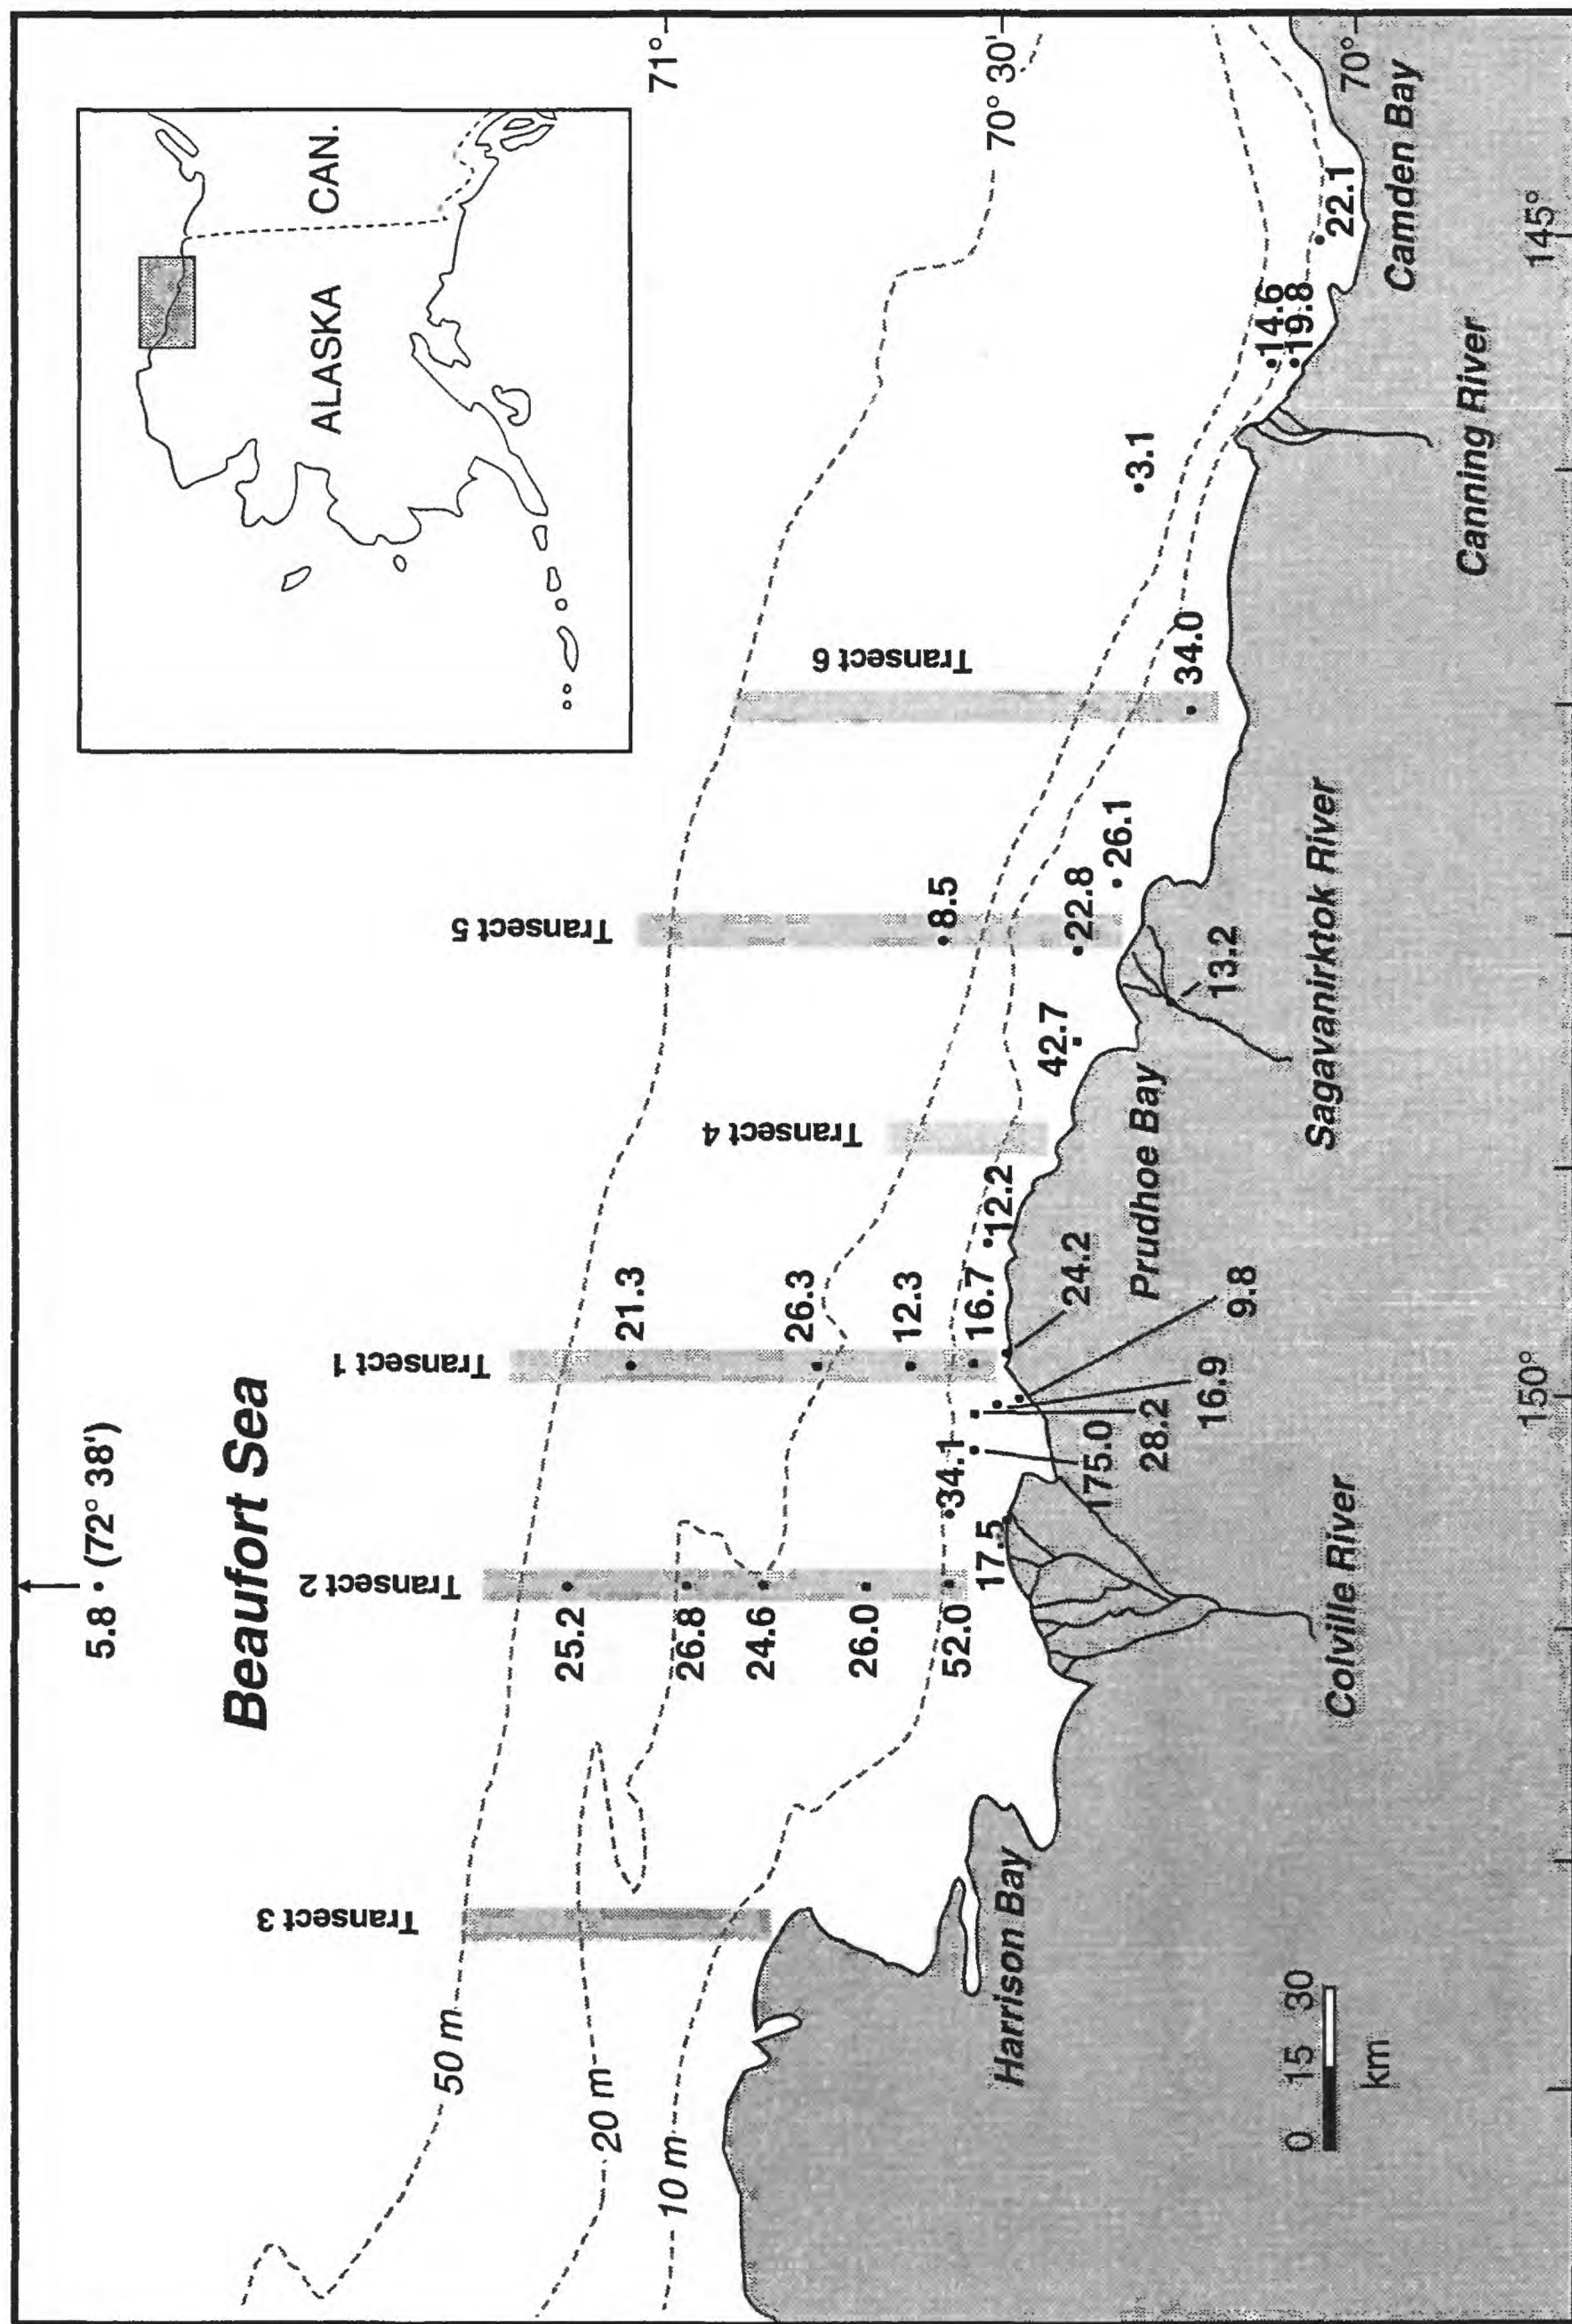 5.8 • (72° 38')
Beaufort Sea
ALASKA
CAN.
71°
70° 30'
70°
145°
150°
50 m
20 m
10 m
Transect 3
Transect 2
Transect 1
Transect 4
Transect 5
Transect 6
25.2
26.8
24.6
26.0
52.0
34.1
17.5
21.3
26.3
12.3
16.7
12.2
24.2
9.8
16.9
28.2
175.0
42.7
8.5
22.8
26.1
13.2
34.0
3.1
14.6
19.8
22.1
Harrison Bay
Colville River
Prudhoe Bay
Sagavanirktok River
Canning River
Camden Bay
0 15 30
km